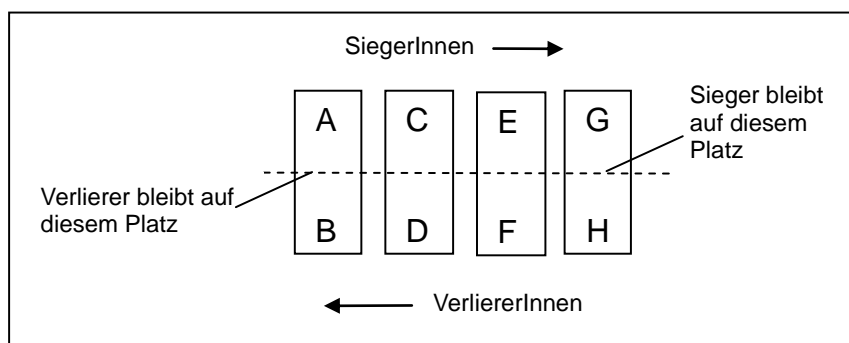 SiegerInnen
Sieger bleibt
auf diesem
Platz
A C E G
Verlierer bleibt auf
diesem Platz
B D F H
VerliererInnen